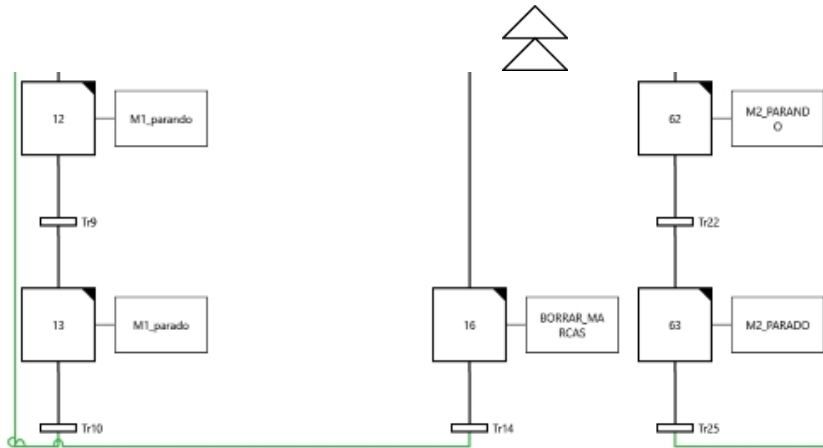 12
M1_parando
62
M2_PARAND
O
Tr9
Tr22
13
M1_parado
16
BORRAR_MA
RCAS
63
M2_PARADO
Tr10
Tr14
Tr25